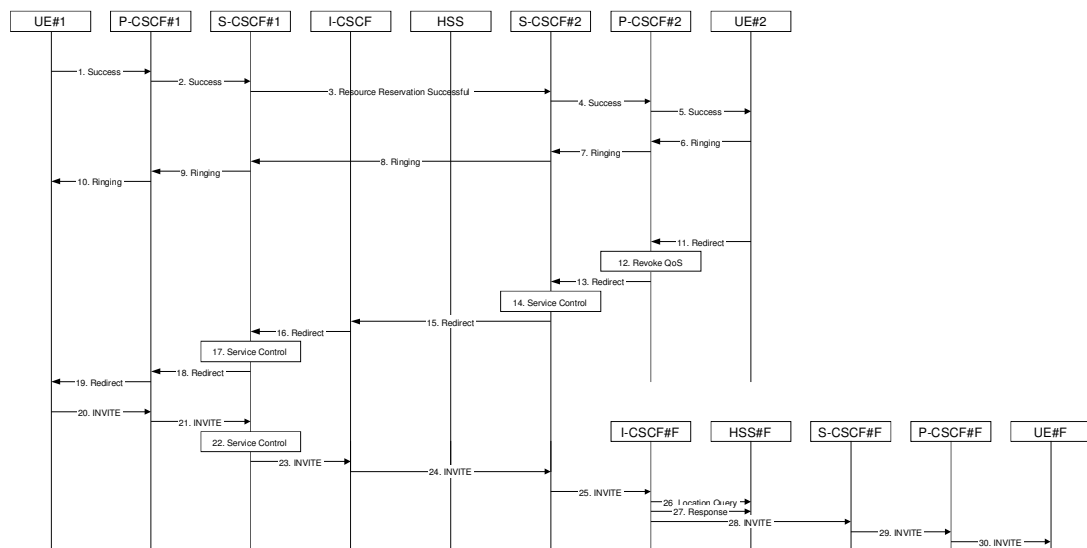 UE#1
P-CSCF#1
S-CSCF#1
I-CSCF
HSS
S-CSCF#2
P-CSCF#2
UE#2
1. Success
2. Success
3. Resource Reservation Successful
4. Success
5. Success
6. Ringing
7. Ringing
8. Ringing
9. Ringing
10. Ringing
11. Redirect
12. Revoke QoS
13. Redirect
14. Service Control
15. Redirect
16. Redirect
17. Service Control
18. Redirect
19. Redirect
20. INVITE
21. INVITE
22. Service Control
I-CSCF#F
HSS#F
S-CSCF#F
P-CSCF#F
UE#F
23. INVITE
24. INVITE
25. INVITE
26. Location Query
27. Response
28. INVITE
29. INVITE
30. INVITE